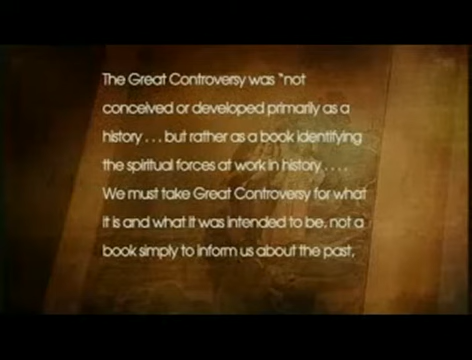 The Great Controversy was "not
conceived or developed primarily as a
history . . . but rather as a book identifying
the spiritual forces at work in history . . . .
We must take Great Controversy for what
it is and what it was intended to be, not a
book simply to inform us about the past,